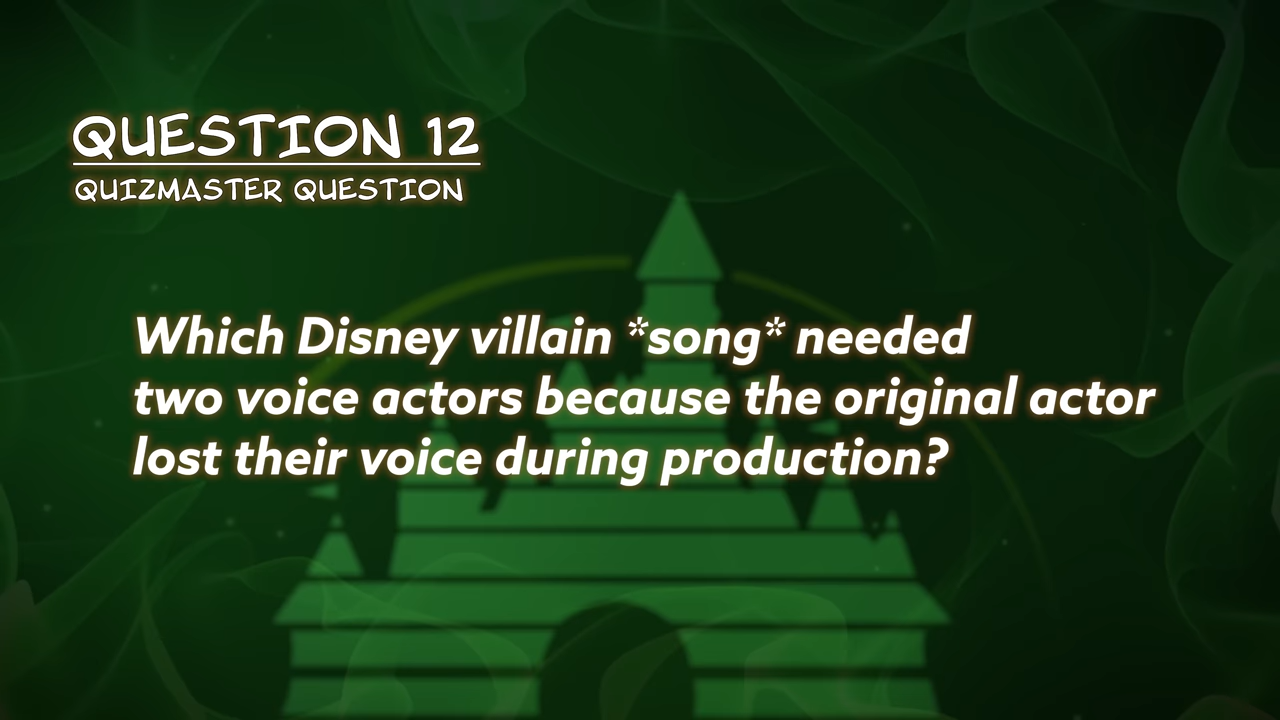 QUESTION 12
QUIZMASTER QUESTION
Which Disney villain *song* needed
two voice actors because the original actor
lost their voice during production?